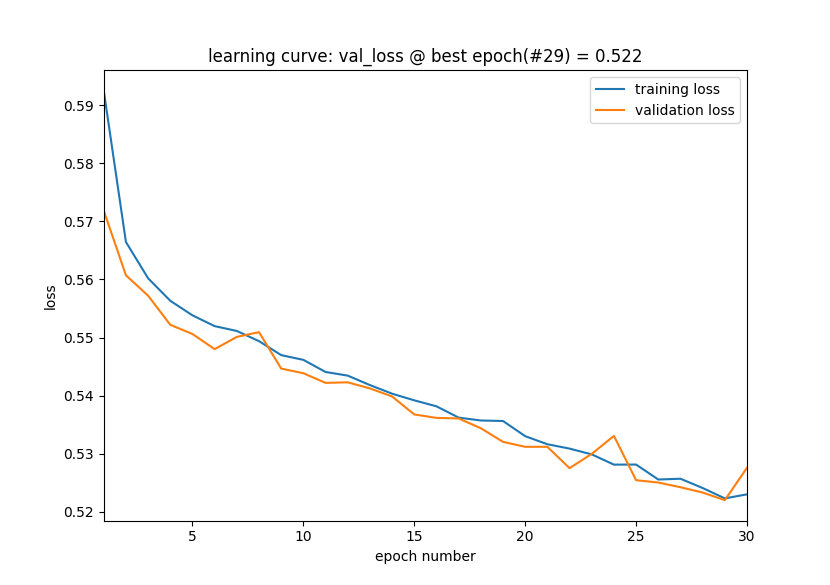 learning curve: val_loss @ best epoch(#29) = 0.522
training loss
validation loss
0.59
0.58
0.57
0.56
0.55
0.54
0.53
0.52
loss
5
10
15
20
25
30
epoch number